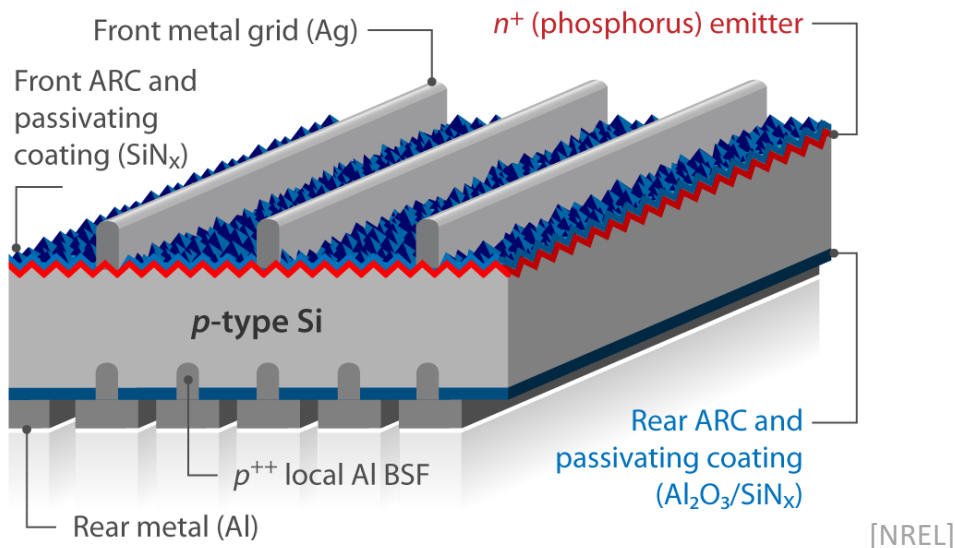 Front metal grid (Ag)
n⁺ (phosphorus) emitter
Front ARC and
passivating
coating (SiNₓ)
p-type Si
Rear ARC and
passivating coating
(Al₂O₃/SiNₓ)
p⁺⁺ local Al BSF
Rear metal (Al)
[NREL]